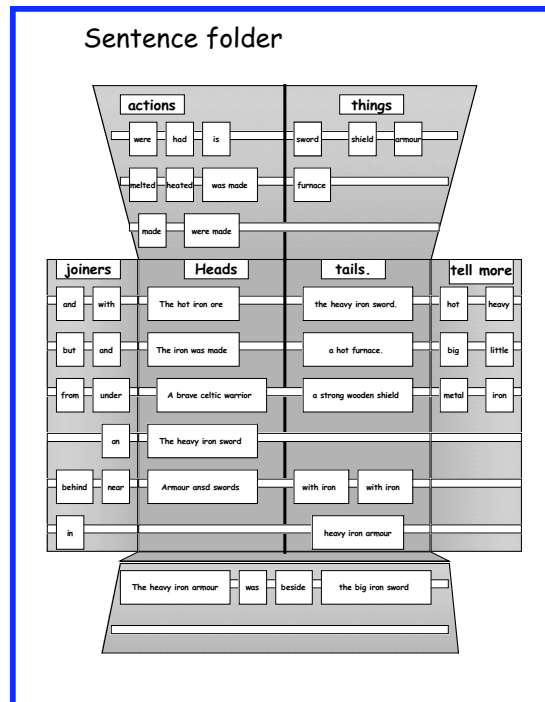 Sentence folder
actions things
were had is sword shield armour
melted heated was made furnace
made were made
joiners Heads tails. tell more
and with The hot iron ore the heavy iron sword. hot heavy
but and The iron was made a hot furnace. big little
from under A brave celtic warrior a strong wooden shield metal iron
on The heavy iron sword
behind near Armour ansd swords with iron with iron
in heavy iron armour
The heavy iron armour was beside the big iron sword